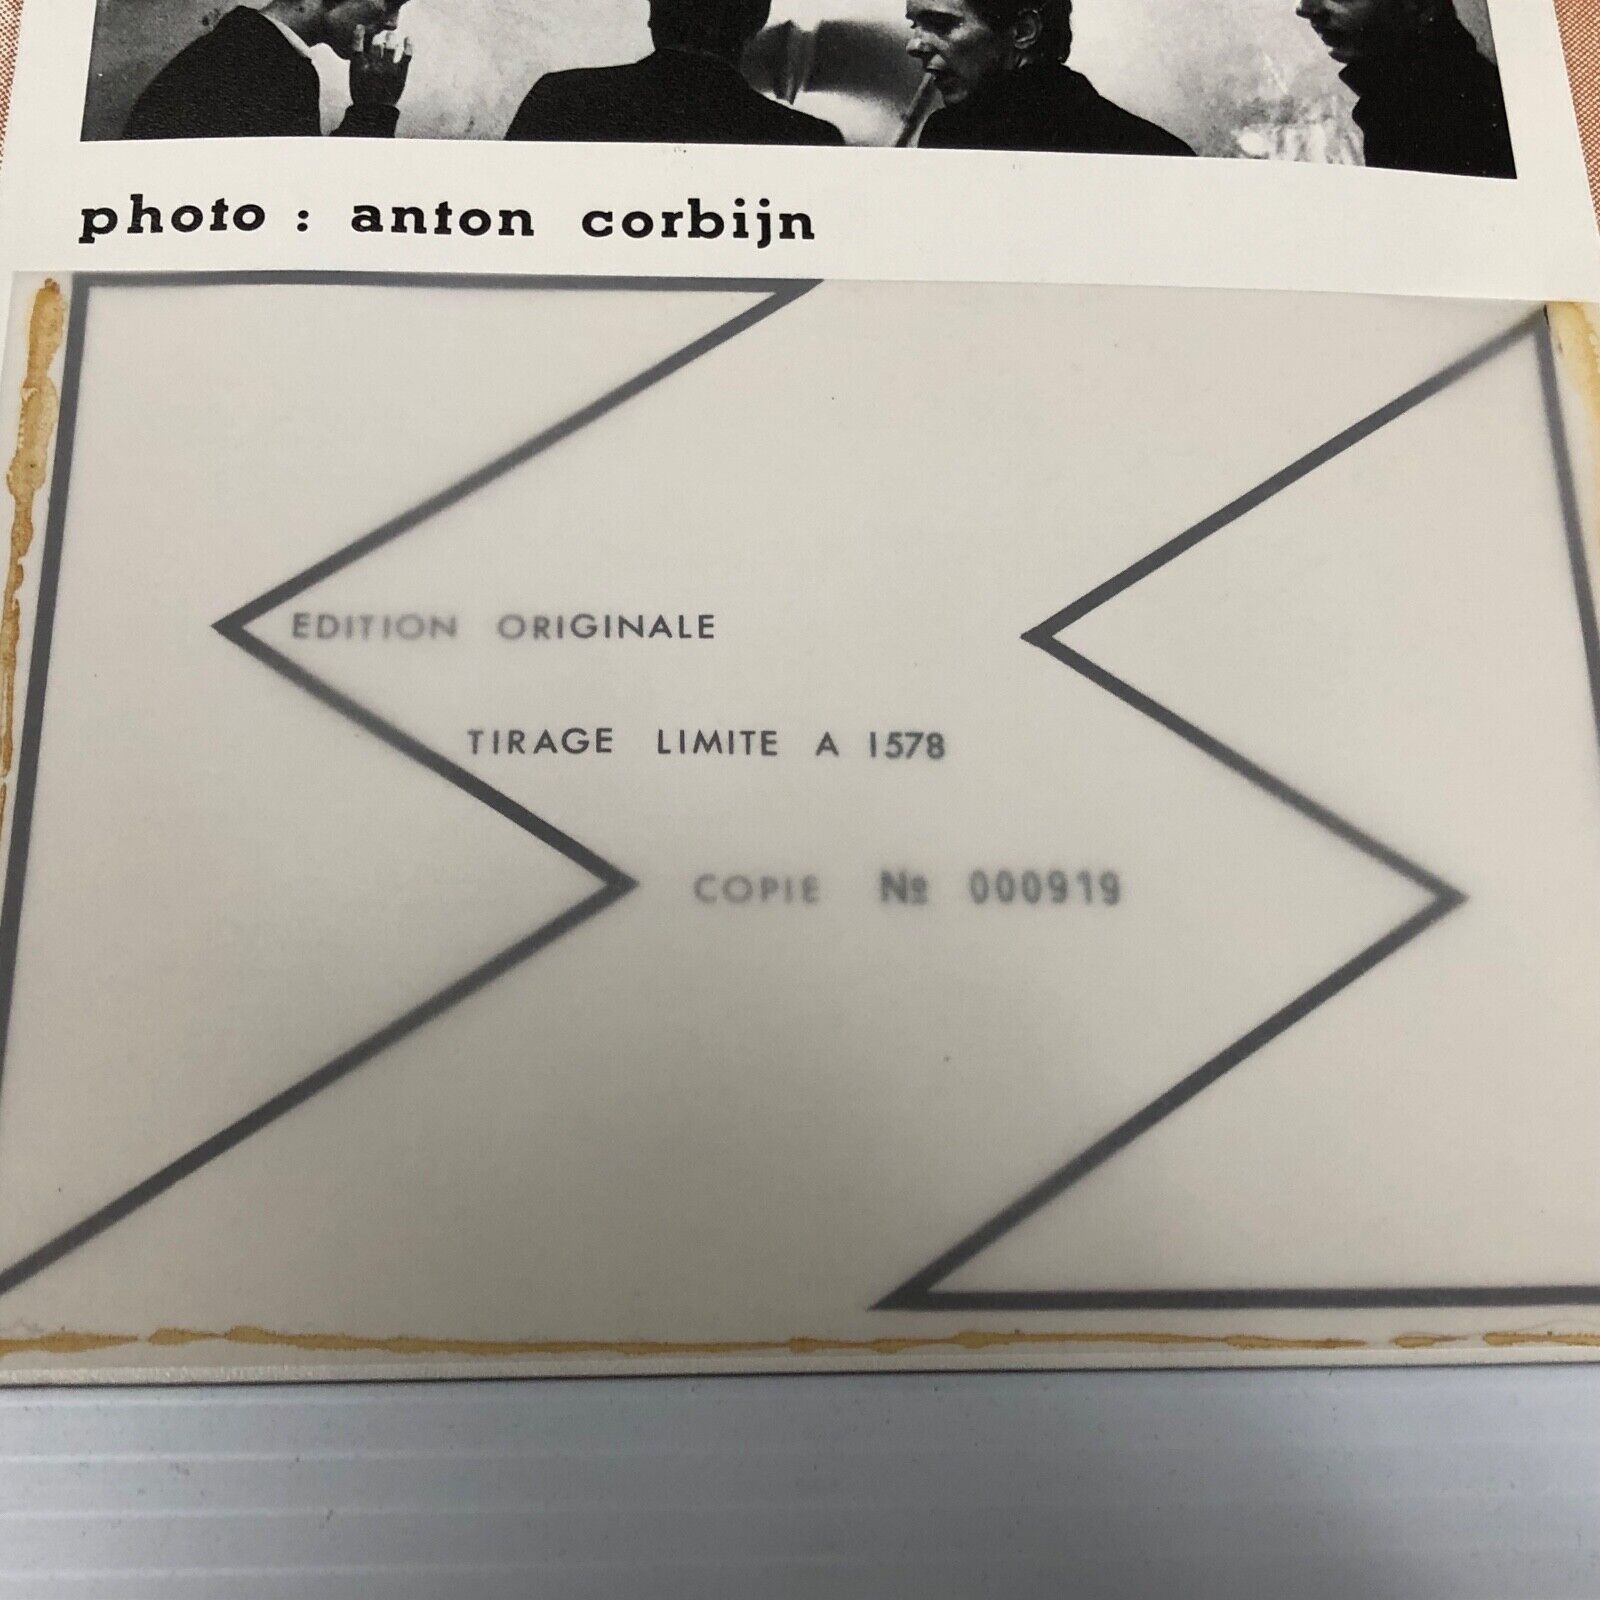 photo : anton corbijn
EDITION ORIGINALE
TIRAGE LIMITE A 1578
COPIE Nº 000919